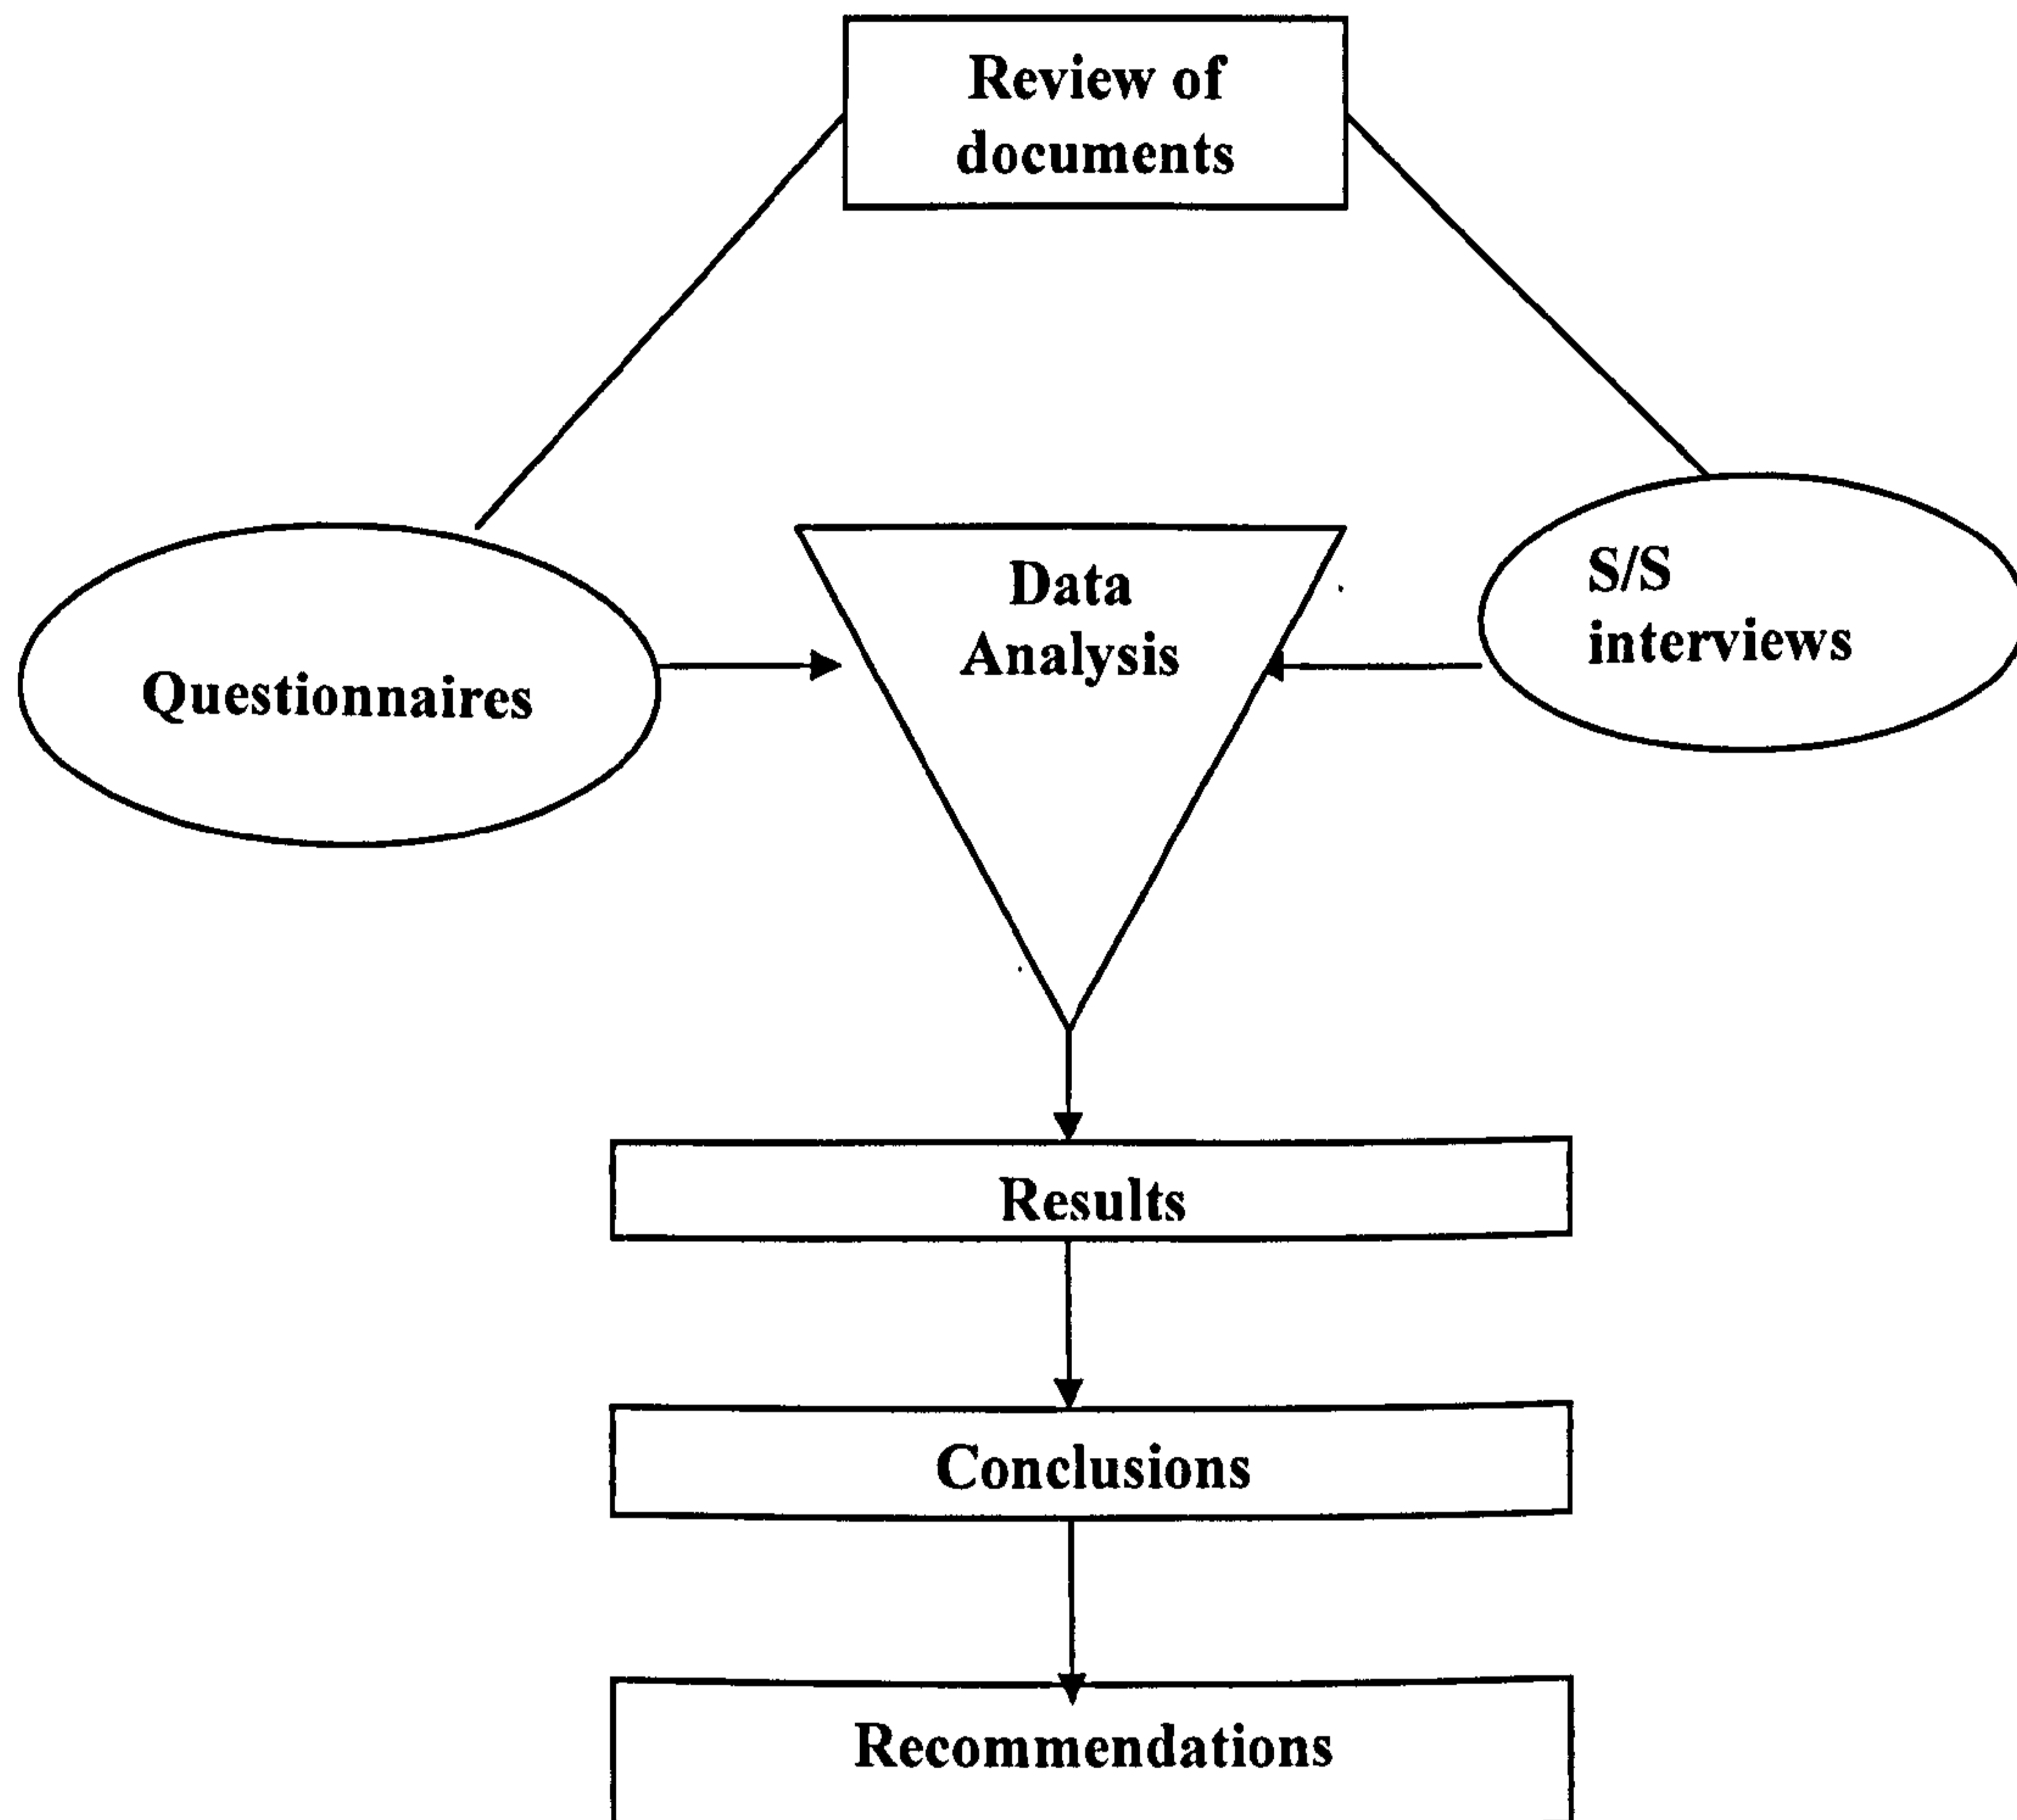 Review of
documents
Questionnaires
Data
Analysis
S/S
interviews
Results
Conclusions
Recommendations